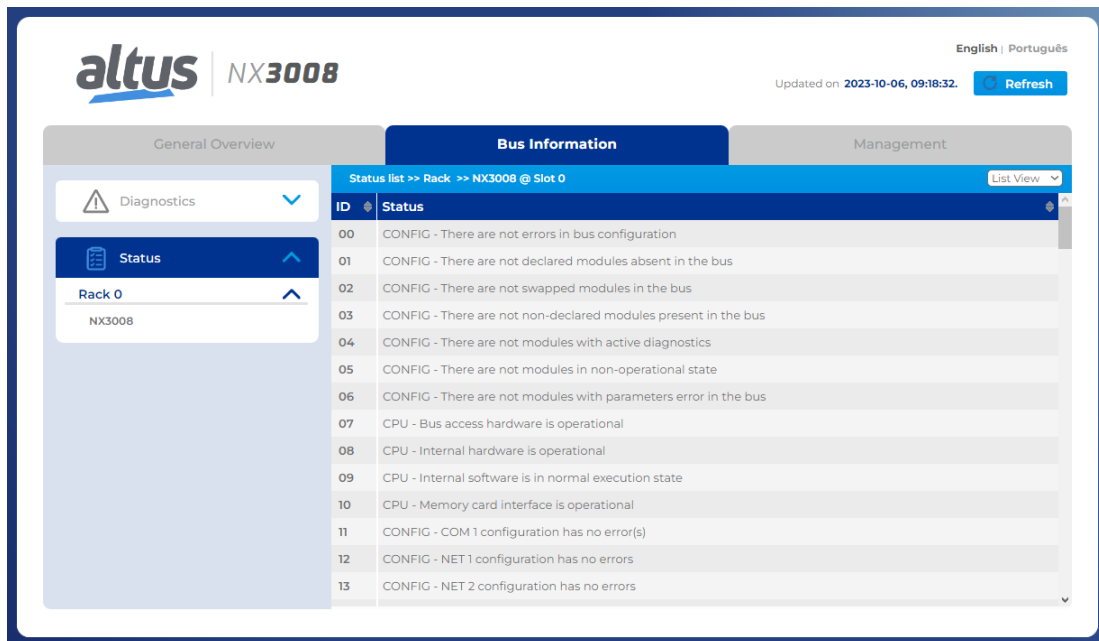 altus NX3008
English | Português
Updated on 2023-10-06, 09:18:32. Refresh
General Overview Bus Information Management
Diagnostics
Status
Rack 0
NX3008
Status list >> Rack >> NX3008 @ Slot 0 List View
ID Status
00 CONFIG - There are not errors in bus configuration
01 CONFIG - There are not declared modules absent in the bus
02 CONFIG - There are not swapped modules in the bus
03 CONFIG - There are not non-declared modules present in the bus
04 CONFIG - There are not modules with active diagnostics
05 CONFIG - There are not modules in non-operational state
06 CONFIG - There are not modules with parameters error in the bus
07 CPU - Bus access hardware is operational
08 CPU - Internal hardware is operational
09 CPU - Internal software is in normal execution state
10 CPU - Memory card interface is operational
11 CONFIG - COM 1 configuration has no error(s)
12 CONFIG - NET 1 configuration has no errors
13 CONFIG - NET 2 configuration has no errors